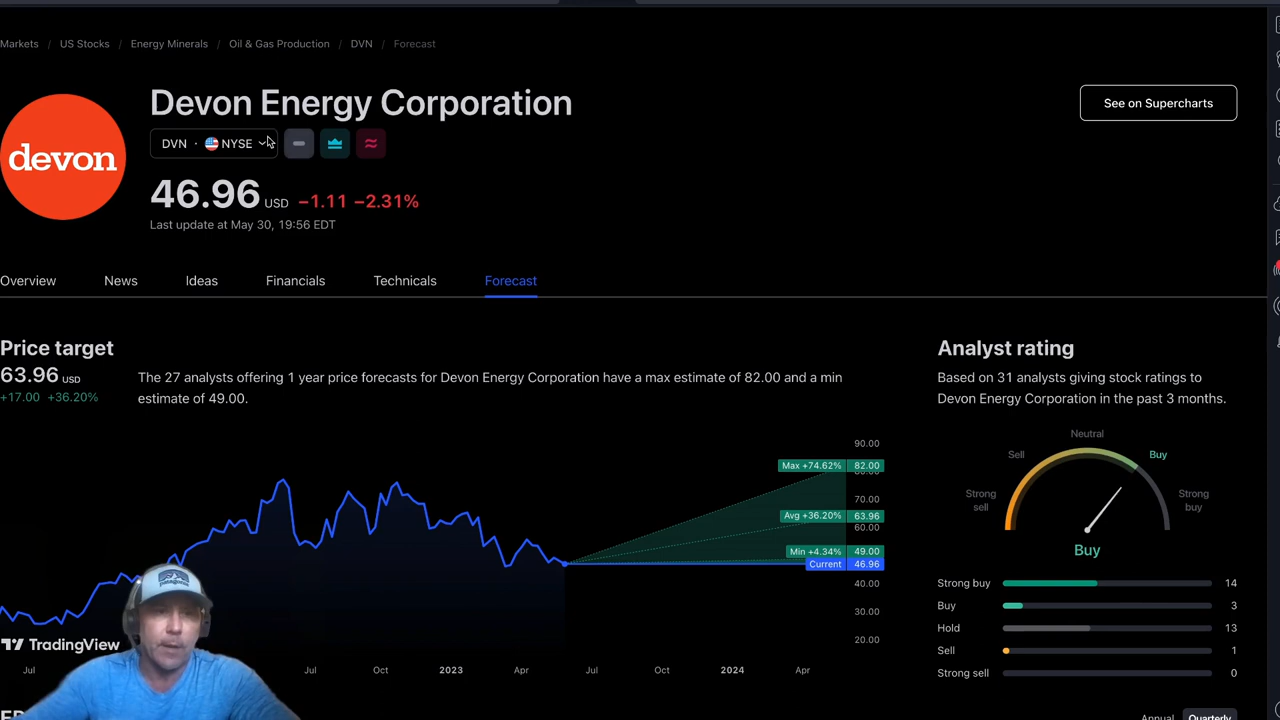 Markets / US Stocks / Energy Minerals / Oil & Gas Production / DVN / Forecast
devon
Devon Energy Corporation
See on Supercharts
DVN · NYSE
46.96 USD −1.11 −2.31%
Last update at May 30, 19:56 EDT
Overview News Ideas Financials Technicals Forecast
Price target
63.96 USD
+17.00 +36.20%
The 27 analysts offering 1 year price forecasts for Devon Energy Corporation have a max estimate of 82.00 and a min
estimate of 49.00.
90.00
Max +74.62% 82.00
70.00
Avg +36.20% 63.96
60.00
Min +4.34% 49.00
Current 46.96
40.00
30.00
20.00
TradingView
Jul
Jul Oct 2023 Apr Jul Oct 2024 Apr
Analyst rating
Based on 31 analysts giving stock ratings to
Devon Energy Corporation in the past 3 months.
Neutral
Sell Buy
Strong sell
Strong buy
Buy
Strong buy 14
Buy 3
Hold 13
Sell 1
Strong sell 0
Annual Quarterly
patagonia